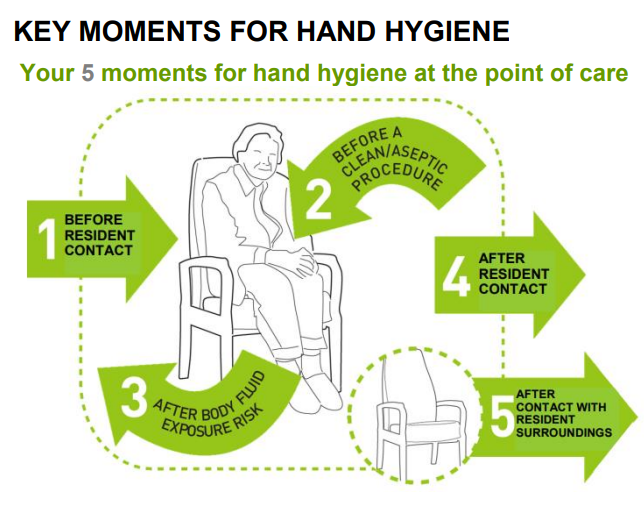 KEY MOMENTS FOR HAND HYGIENE
Your 5 moments for hand hygiene at the point of care
1
BEFORE
RESIDENT
CONTACT
2
BEFORE A
CLEAN/ASEPTIC
PROCEDURE
3
AFTER BODY FLUID
EXPOSURE RISK
4
AFTER
RESIDENT
CONTACT
5
AFTER
CONTACT WITH
RESIDENT
SURROUNDINGS